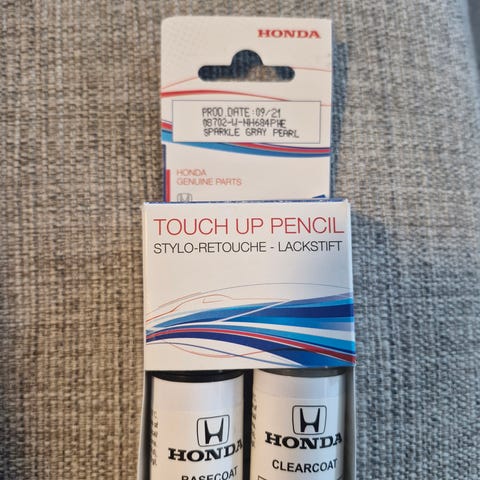 HONDA
PROD.DATE:09/21
08702-W-NH684PWE
SPARKLE GRAY PEARL
HONDA
GENUINE PARTS
TOUCH UP PENCIL
STYLO-RETOUCHE - LACKSTIFT
HONDA
BASECOAT
HONDA
CLEARCOAT